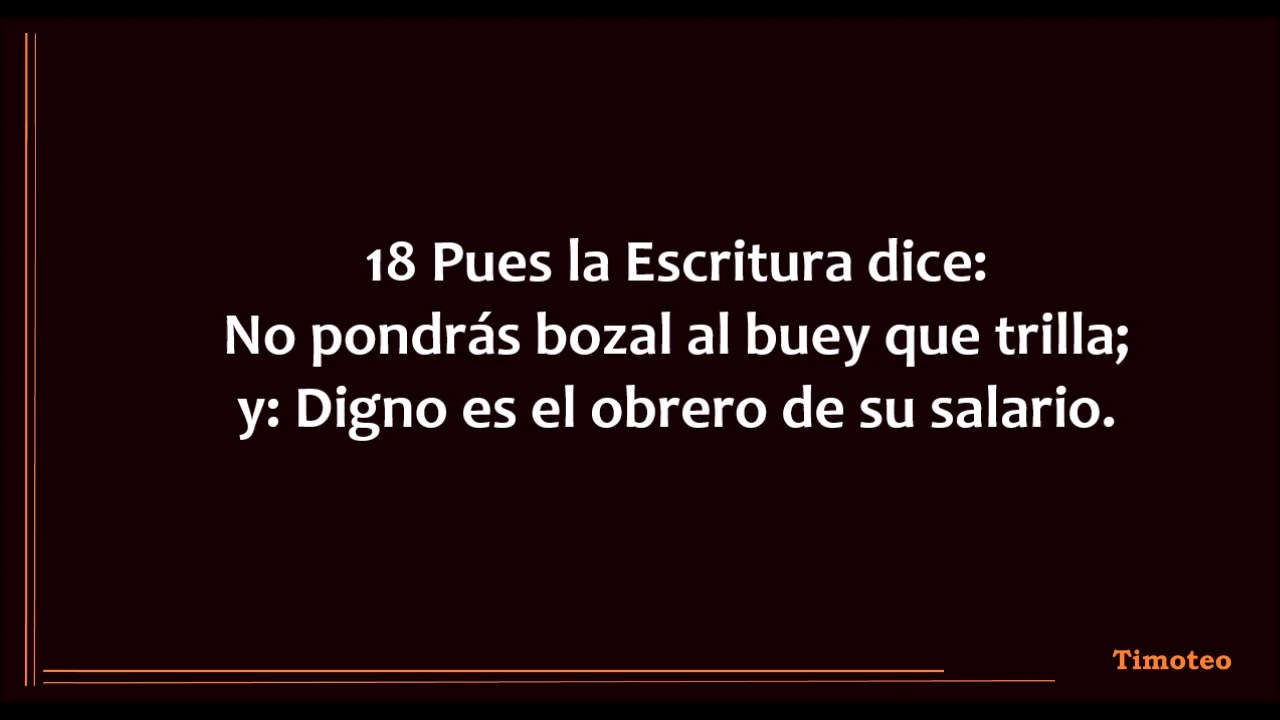 18 Pues la Escritura dice:
No pondrás bozal al buey que trilla;
y: Digno es el obrero de su salario.
Timoteo